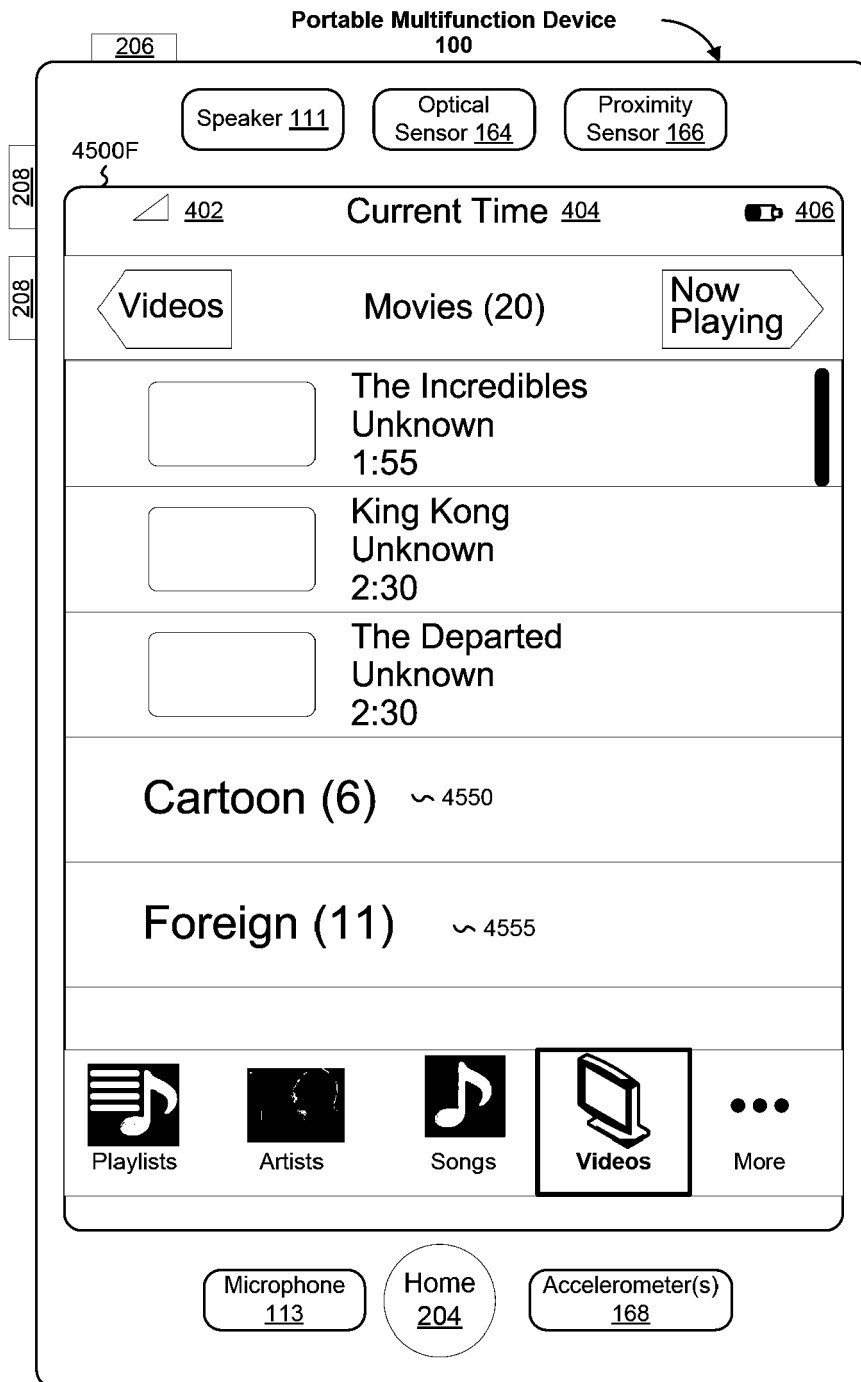 Portable Multifunction Device
100
206
Speaker 111
Optical
Sensor 164
Proximity
Sensor 166
4500F
208
208
402
Current Time 404
406
Videos
Movies (20)
Now
Playing
The Incredibles
Unknown
1:55
King Kong
Unknown
2:30
The Departed
Unknown
2:30
Cartoon (6)
4550
Foreign (11)
4555
Playlists
Artists
Songs
Videos
More
Microphone
113
Home
204
Accelerometer(s)
168